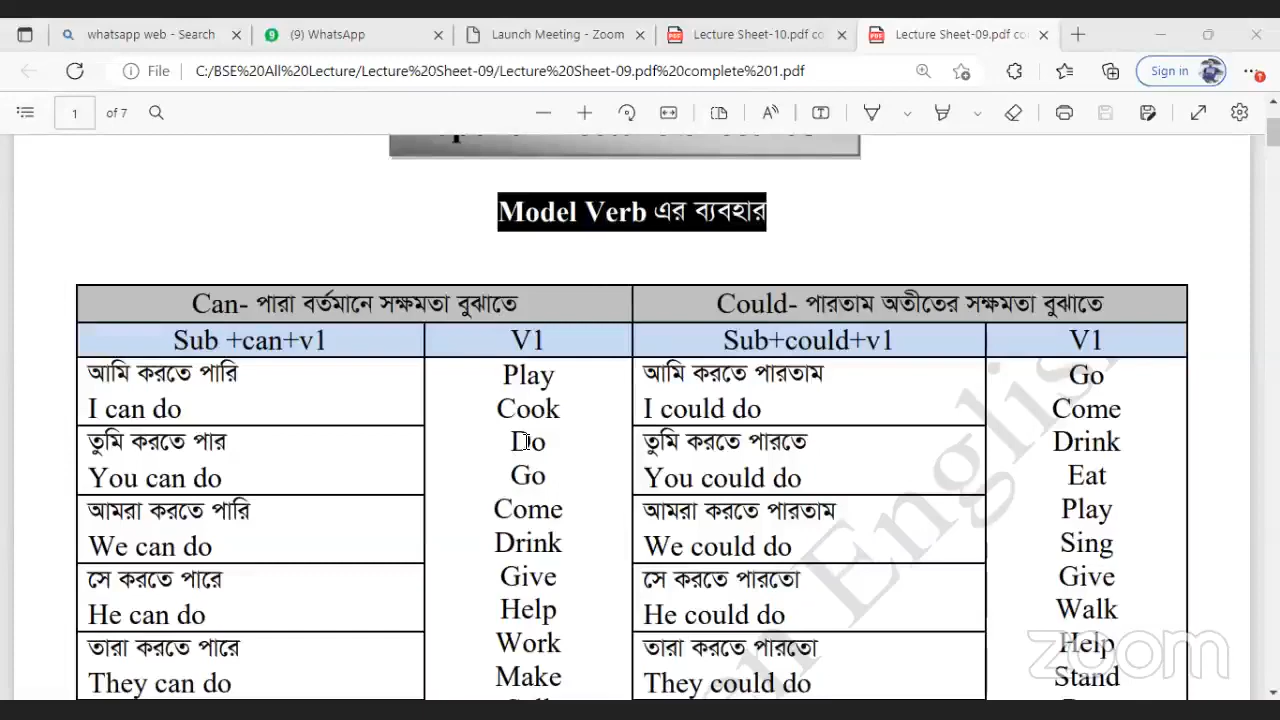 whatsapp web - Search
(9) WhatsApp
Launch Meeting - Zoom
Lecture Sheet-10.pdf co
Lecture Sheet-09.pdf co
File
C:/BSE%20All%20Lecture/Lecture%20Sheet-09/Lecture%20Sheet-09.pdf%20complete%201.pdf
Sign in
1 of 7
Model Verb এর ব্যবহার
Can- পারা বর্তমানে সক্ষমতা বুঝাতে
Could- পারতাম অতীতের সক্ষমতা বুঝাতে
Sub +can+v1
V1
Sub+could+v1
V1
আমি করতে পারি
I can do
তুমি করতে পার
You can do
আমরা করতে পারি
We can do
সে করতে পারে
He can do
তারা করতে পারে
They can do
Play
Cook
Do
Go
Come
Drink
Give
Help
Work
Make
আমি করতে পারতাম
I could do
তুমি করতে পারতে
You could do
আমরা করতে পারতাম
We could do
সে করতে পারতো
He could do
তারা করতে পারতো
They could do
Go
Come
Drink
Eat
Play
Sing
Give
Walk
Help
Stand
English
zoom